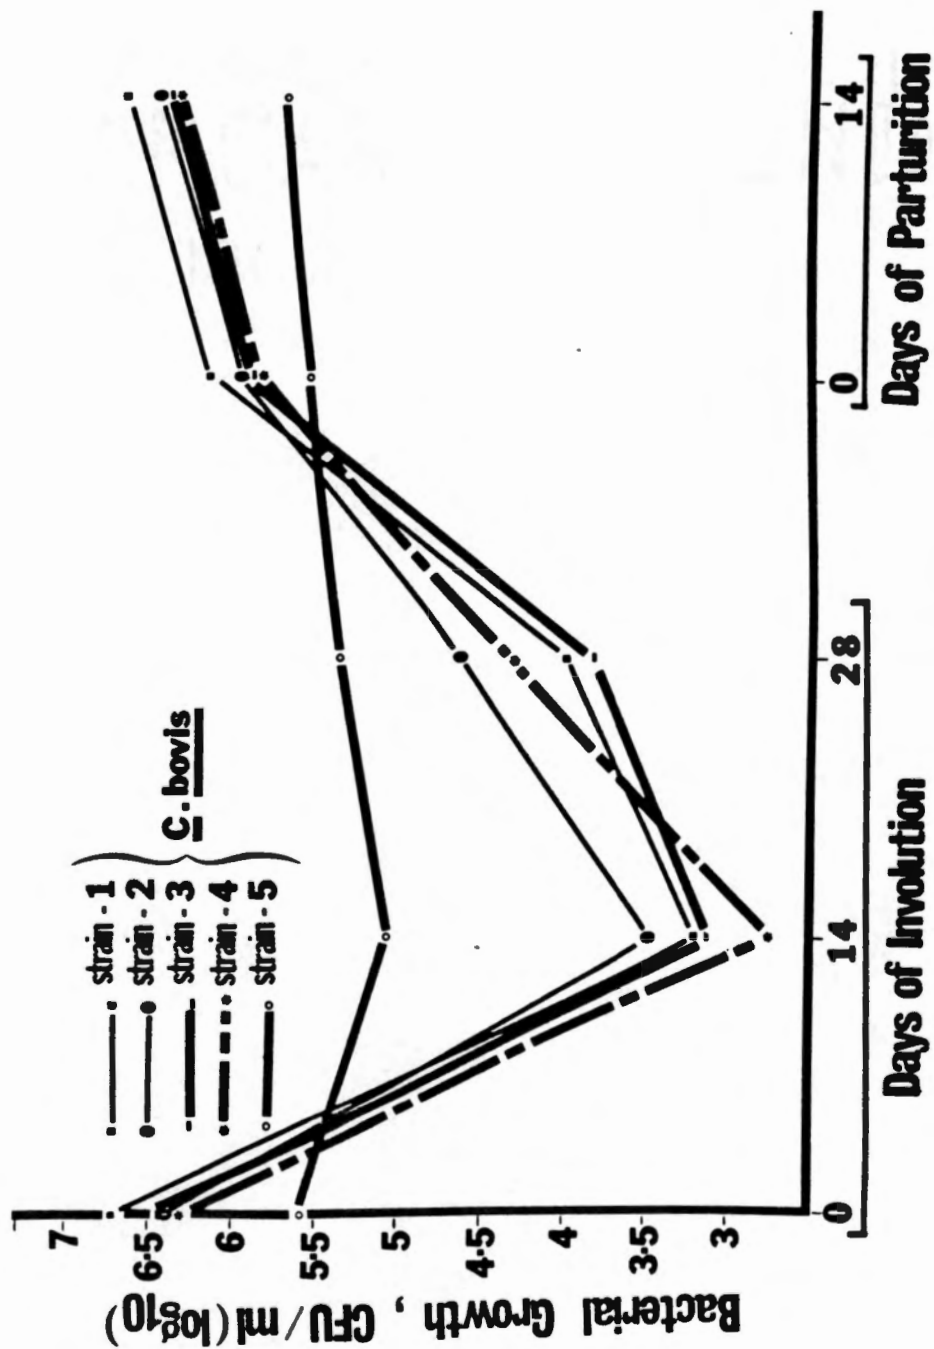 Bacterial Growth , CFU/ml (log10)
7
6·5
6
5·5
5
4·5
4
3·5
3
strain - 1
strain - 2
strain - 3
strain - 4
strain - 5
C. bovis
0 14 28 0 14
Days of Involution Days of Parturition